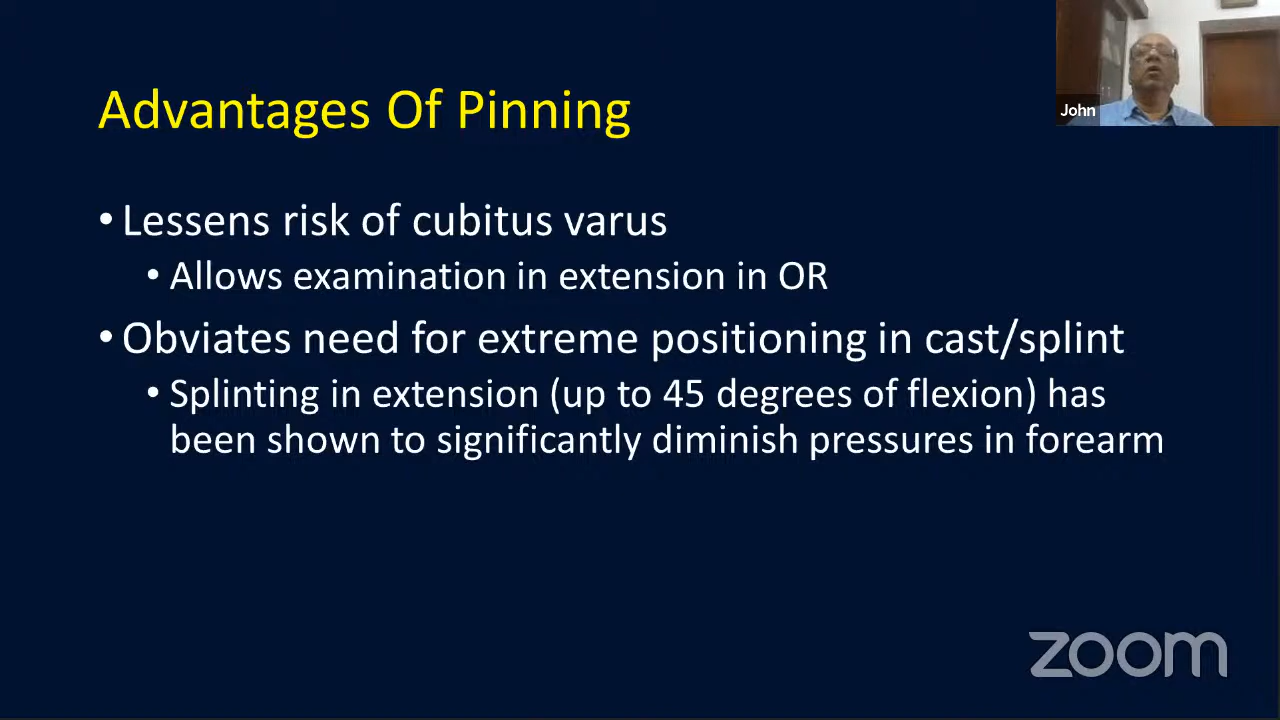 Advantages Of Pinning
John
• Lessens risk of cubitus varus
• Allows examination in extension in OR
• Obviates need for extreme positioning in cast/splint
• Splinting in extension (up to 45 degrees of flexion) has
been shown to significantly diminish pressures in forearm
zoom